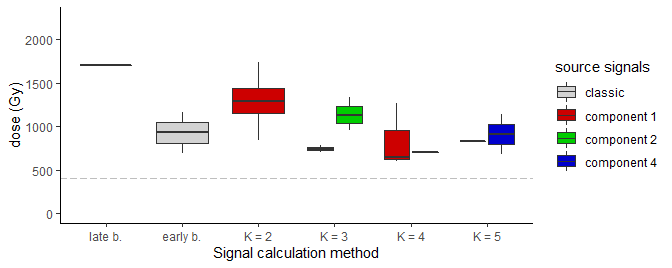 dose (Gy)
2000
1500
1000
500
0
late b. early b. K = 2 K = 3 K = 4 K = 5
Signal calculation method
source signals
classic
component 1
component 2
component 4